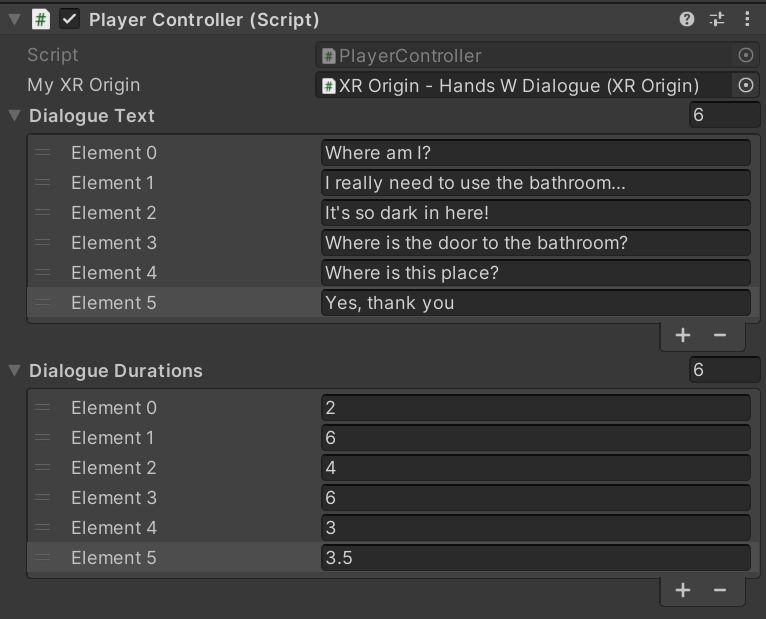 Player Controller (Script)
Script PlayerController
My XR Origin XR Origin - Hands W Dialogue (XR Origin)
Dialogue Text 6
Element 0 Where am I?
Element 1 I really need to use the bathroom...
Element 2 It's so dark in here!
Element 3 Where is the door to the bathroom?
Element 4 Where is this place?
Element 5 Yes, thank you
+ −
Dialogue Durations 6
Element 0 2
Element 1 6
Element 2 4
Element 3 6
Element 4 3
Element 5 3.5
+ −